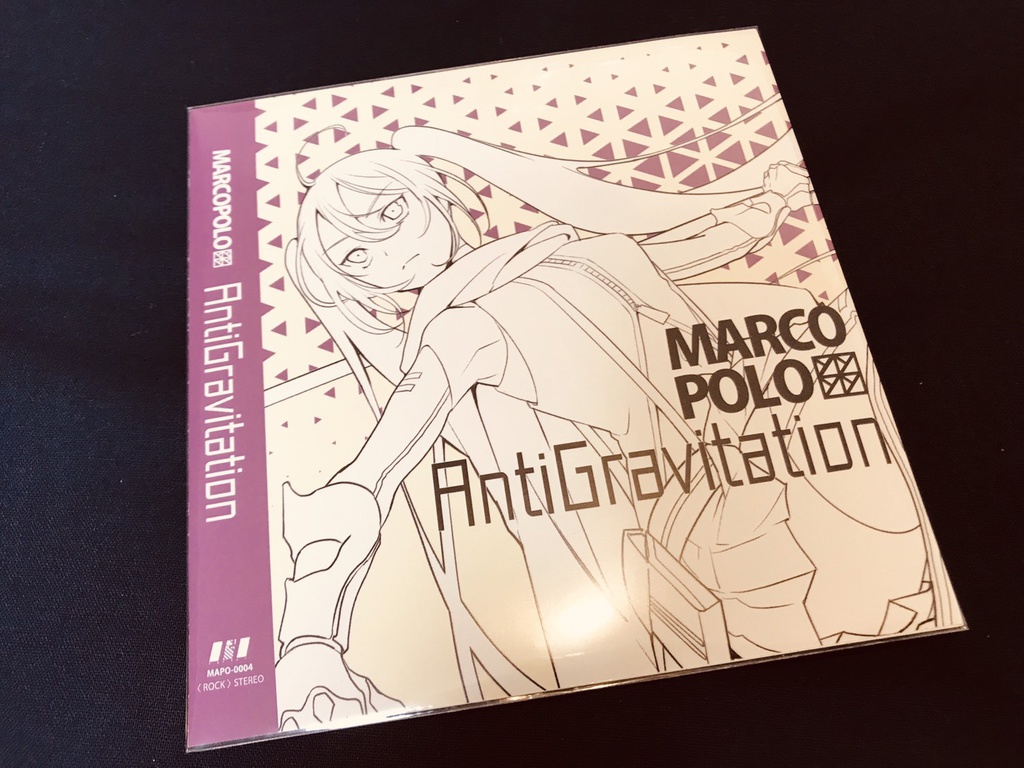 MARCOPOLO
AntiGravitation
MAPO-0004
〈ROCK〉STEREO
MARCO
POLO
AntiGravitation